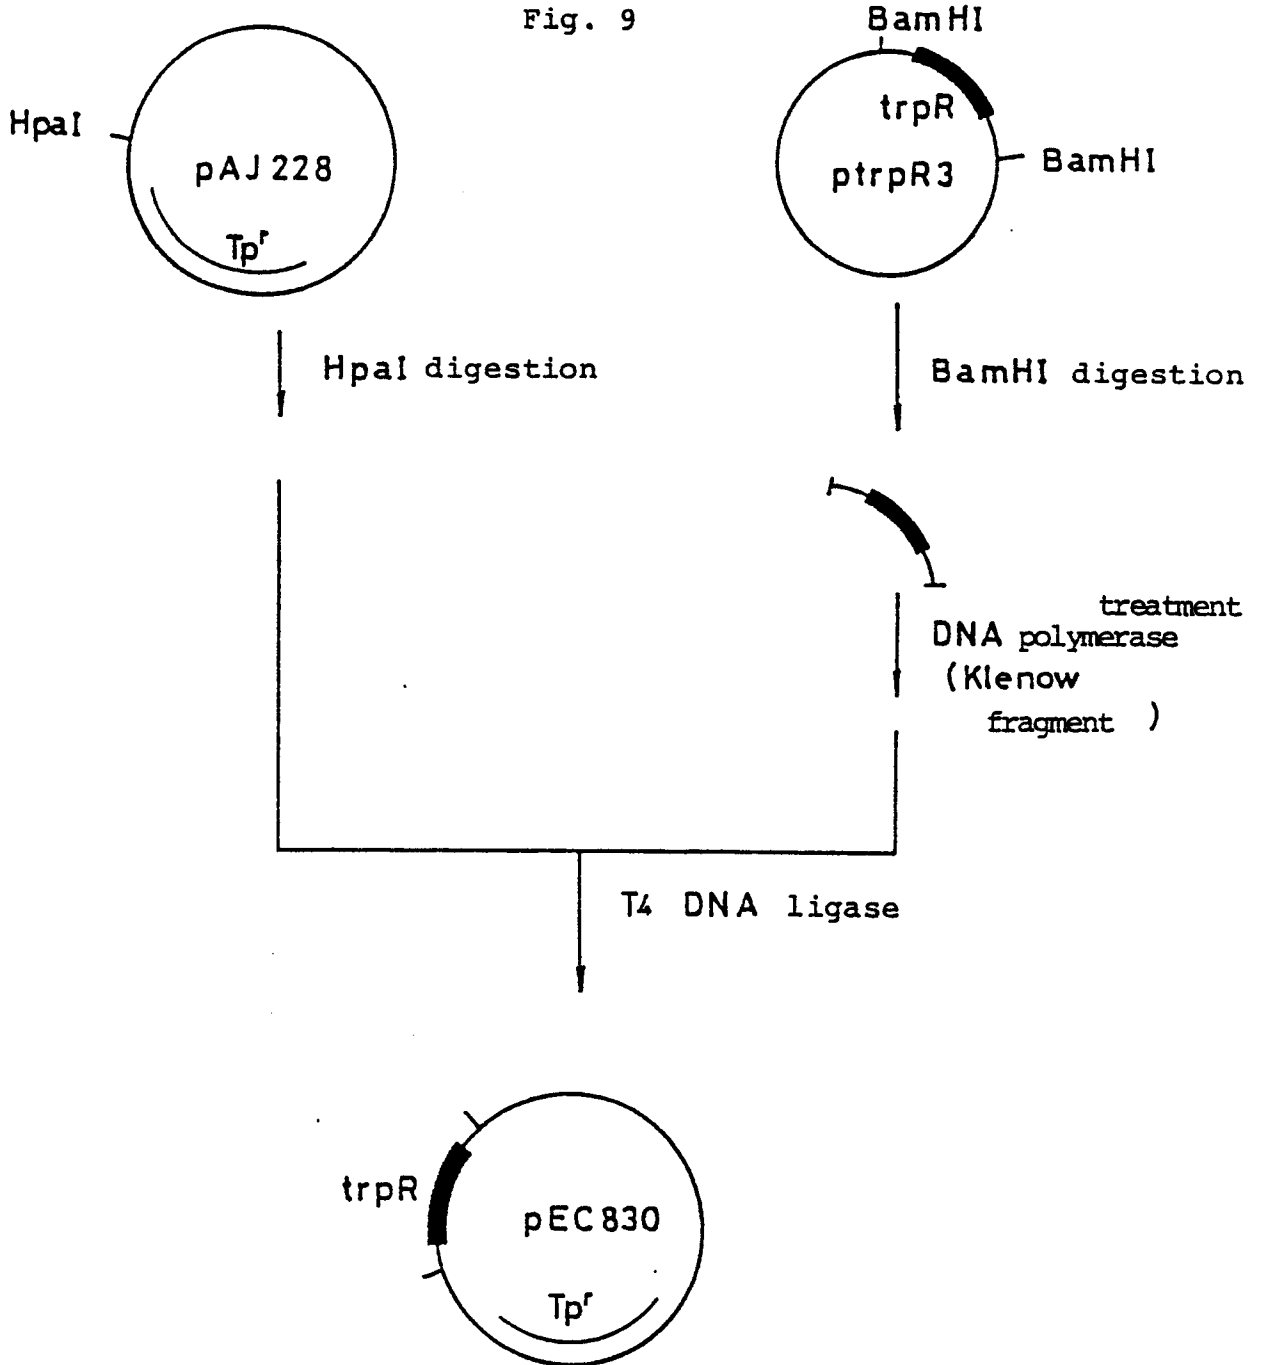 Fig. 9
BamHI
HpaI
trpR
pAJ228
ptrpR3
BamHI
Tpʳ
HpaI digestion
BamHI digestion
treatment
DNA polymerase
(Klenow
fragment )
T4 DNA ligase
trpR
pEC830
Tpʳ